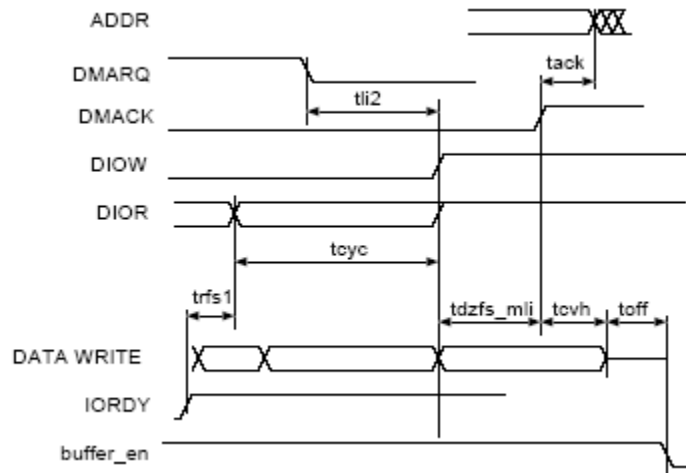 ADDR
DMARQ
tack
tli2
DMACK
DIOW
DIOR
tcyc
trfs1
tdzfs_mli
tcvh
toff
DATA WRITE
IORDY
buffer_en